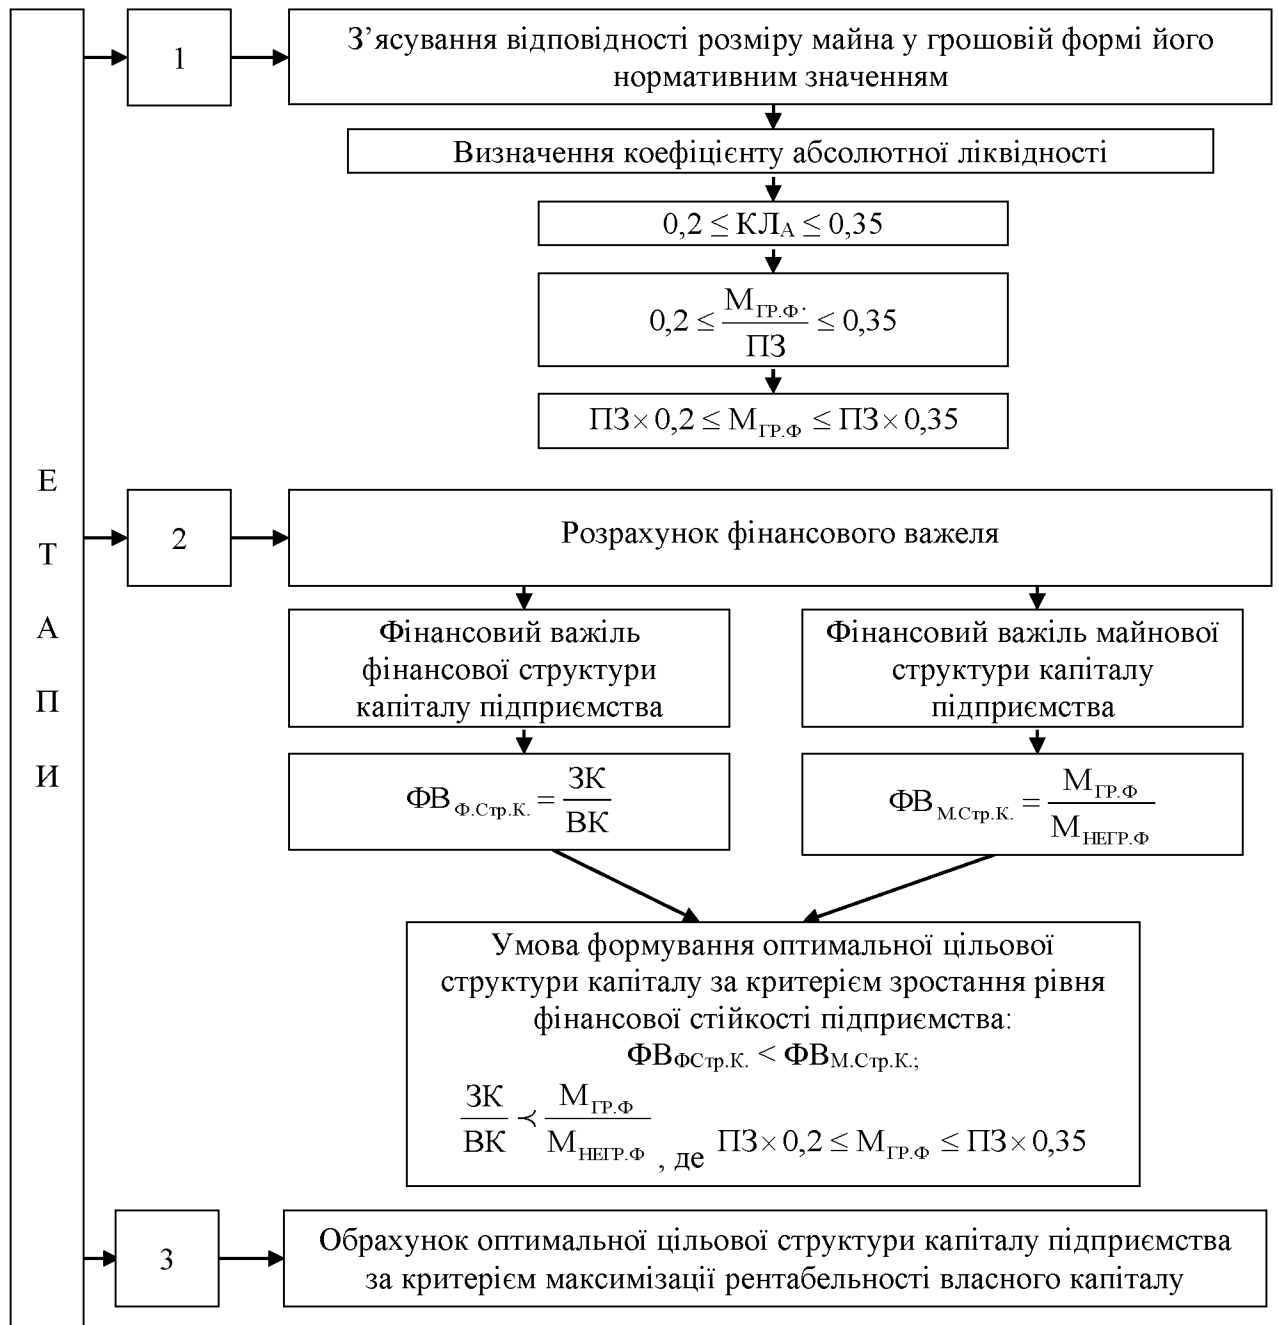 ЕТАПИ
1
З’ясування відповідності розміру майна у грошовій формі його
нормативним значенням
Визначення коефіцієнту абсолютної ліквідності
0,2 ≤ КЛА ≤ 0,35
0,2 ≤ МГР.Ф. / ПЗ ≤ 0,35
ПЗ × 0,2 ≤ МГР.Ф ≤ ПЗ × 0,35
2
Розрахунок фінансового важеля
Фінансовий важіль
фінансової структури
капіталу підприємства
Фінансовий важіль майнової
структури капіталу
підприємства
ФВФ.Стр.К. = ЗК / ВК
ФВМ.Стр.К. = МГР.Ф / МНЕГР.Ф
Умова формування оптимальної цільової
структури капіталу за критерієм зростання рівня
фінансової стійкості підприємства:
ФВФСтр.К. < ФВМ.Стр.К.;
ЗК / ВК ≺ МГР.Ф / МНЕГР.Ф , де ПЗ × 0,2 ≤ МГР.Ф ≤ ПЗ × 0,35
3
Обрахунок оптимальної цільової структури капіталу підприємства
за критерієм максимізації рентабельності власного капіталу